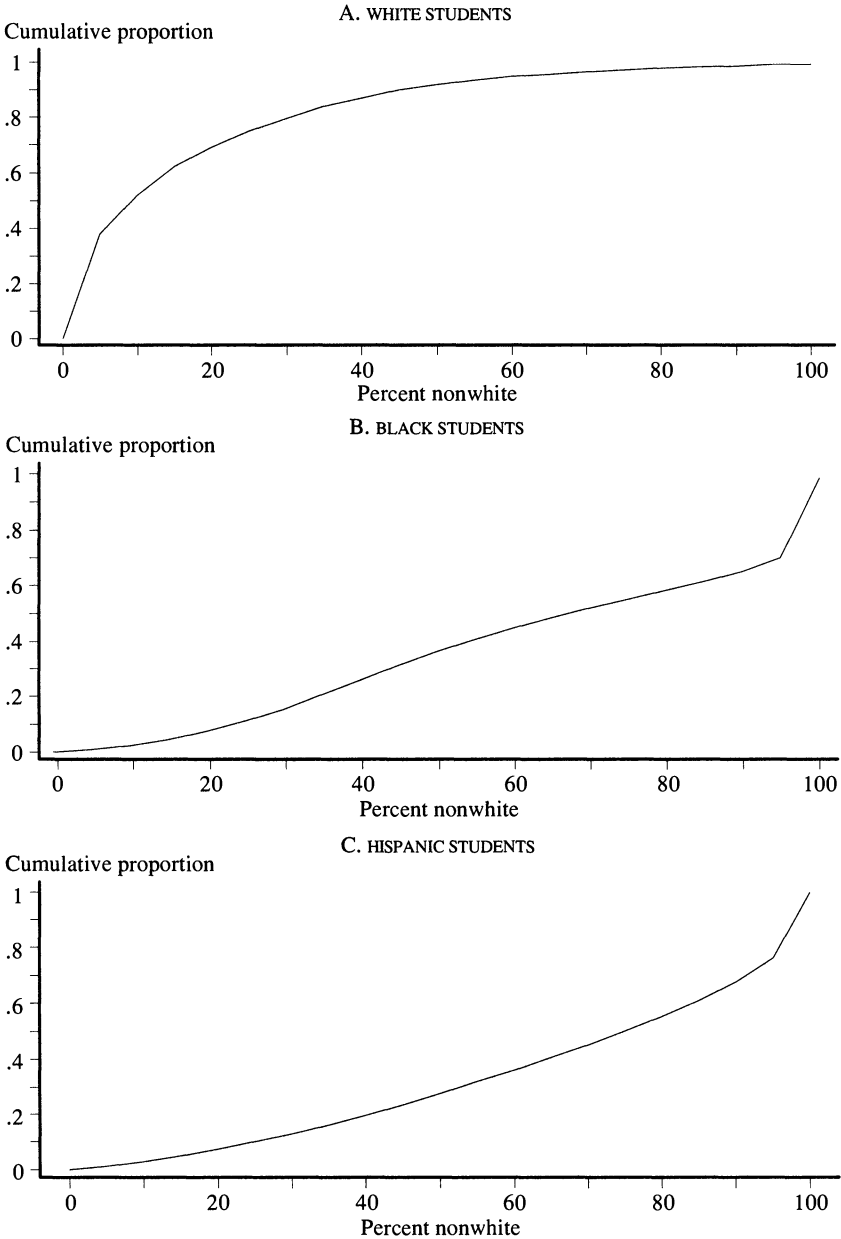 A. WHITE STUDENTS
Cumulative proportion
1
.8
.6
.4
.2
0
0 20 40 60 80 100
Percent nonwhite
B. BLACK STUDENTS
Cumulative proportion
1
.8
.6
.4
.2
0
0 20 40 60 80 100
Percent nonwhite
C. HISPANIC STUDENTS
Cumulative proportion
1
.8
.6
.4
.2
0
0 20 40 60 80 100
Percent nonwhite